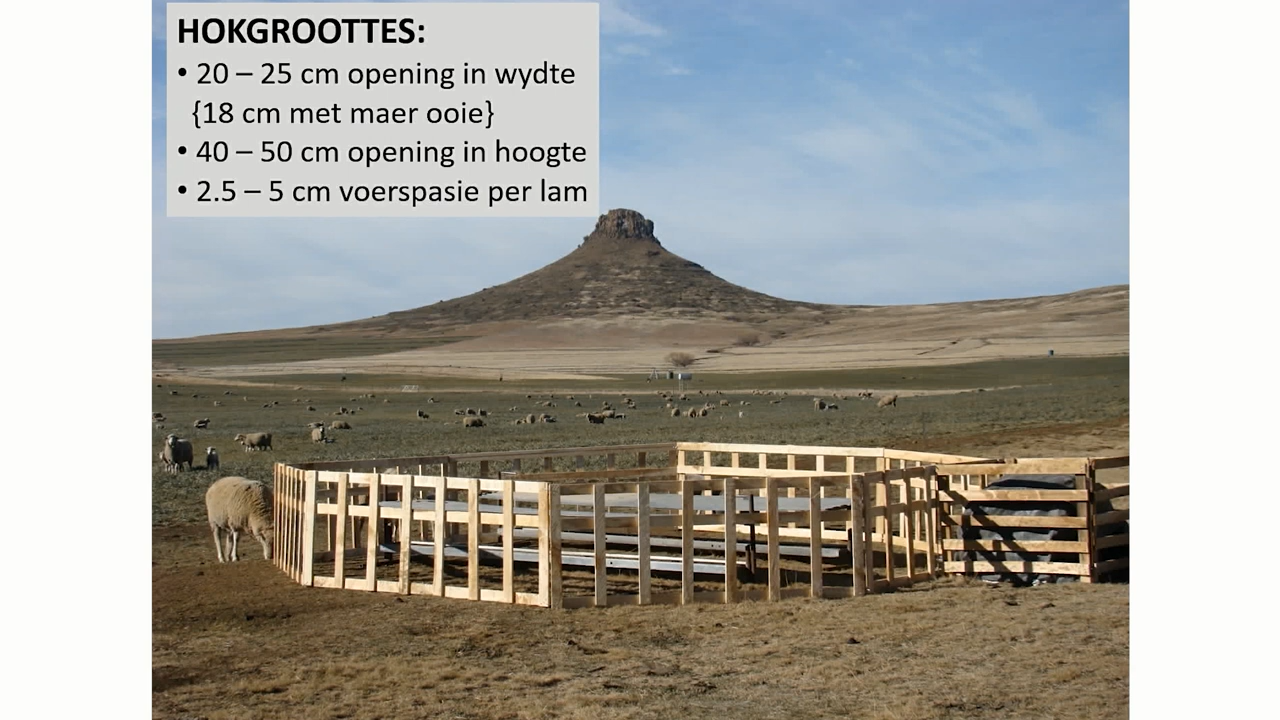 HOKGROOTTES:
• 20 – 25 cm opening in wydte
{18 cm met maer ooie}
• 40 – 50 cm opening in hoogte
• 2.5 – 5 cm voerspasie per lam